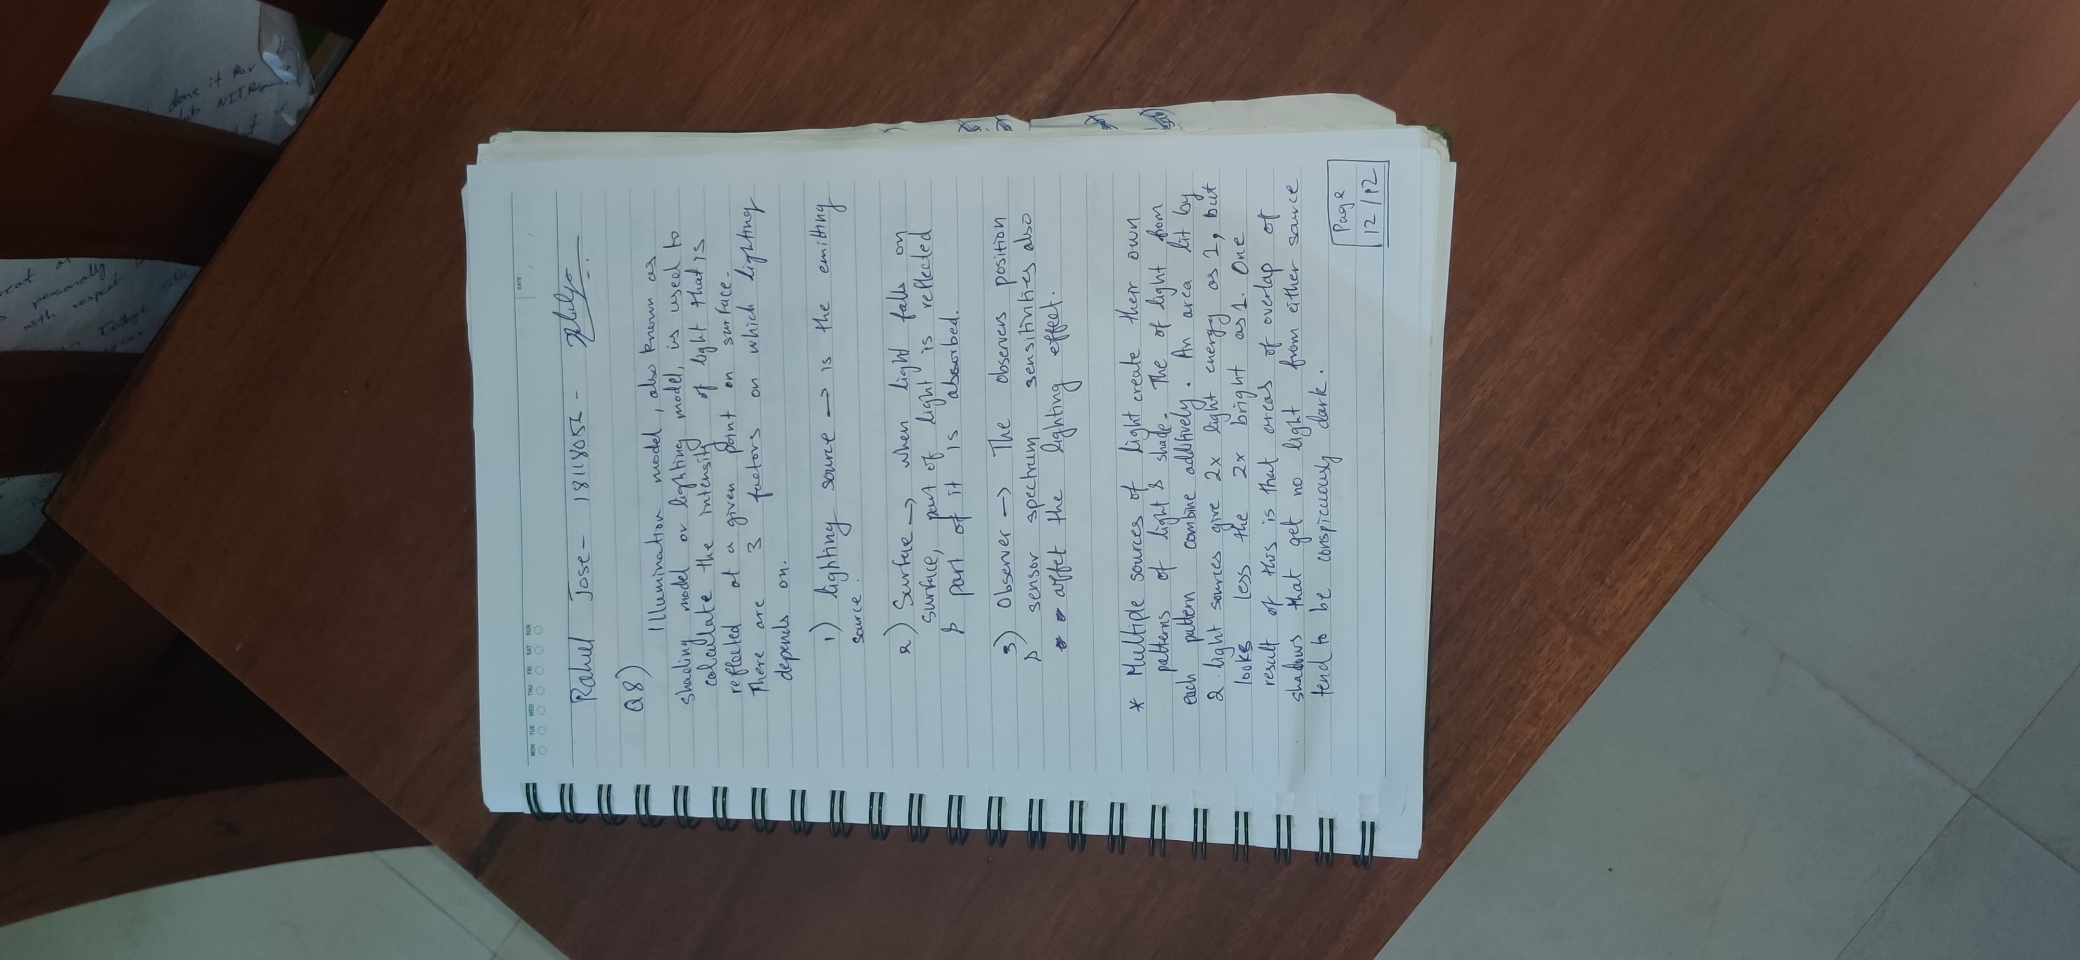 MON TUE WED THU FRI SAT SUN
DATE
Rahul Jose - 18118056 -
Q8)
Illumination model, also known as
shading model or lighting model, is used to
calculate the intensity of light that is
reflected at a given point on surface.
There are 3 factors on which lighting
depends on.
1) lighting source → is the emitting
source.
2) Surface → when light falls on
surface, part of light is reflected
& part of it is absorbed.
3) Observer → The observers position
& sensor spectrum sensitinties also
affet the lighting effect.
* Multiple sources of light create their own
patterns of light & shade. The of light from
each pattern combine additively. An area lit by
2 light sources give 2x light energy as 1, but
looks less the 2x bright as 1. One
result of this is that areas of overlap of
shadows that get no light from either source
tend to be conspicuously dark.
Page
12/12